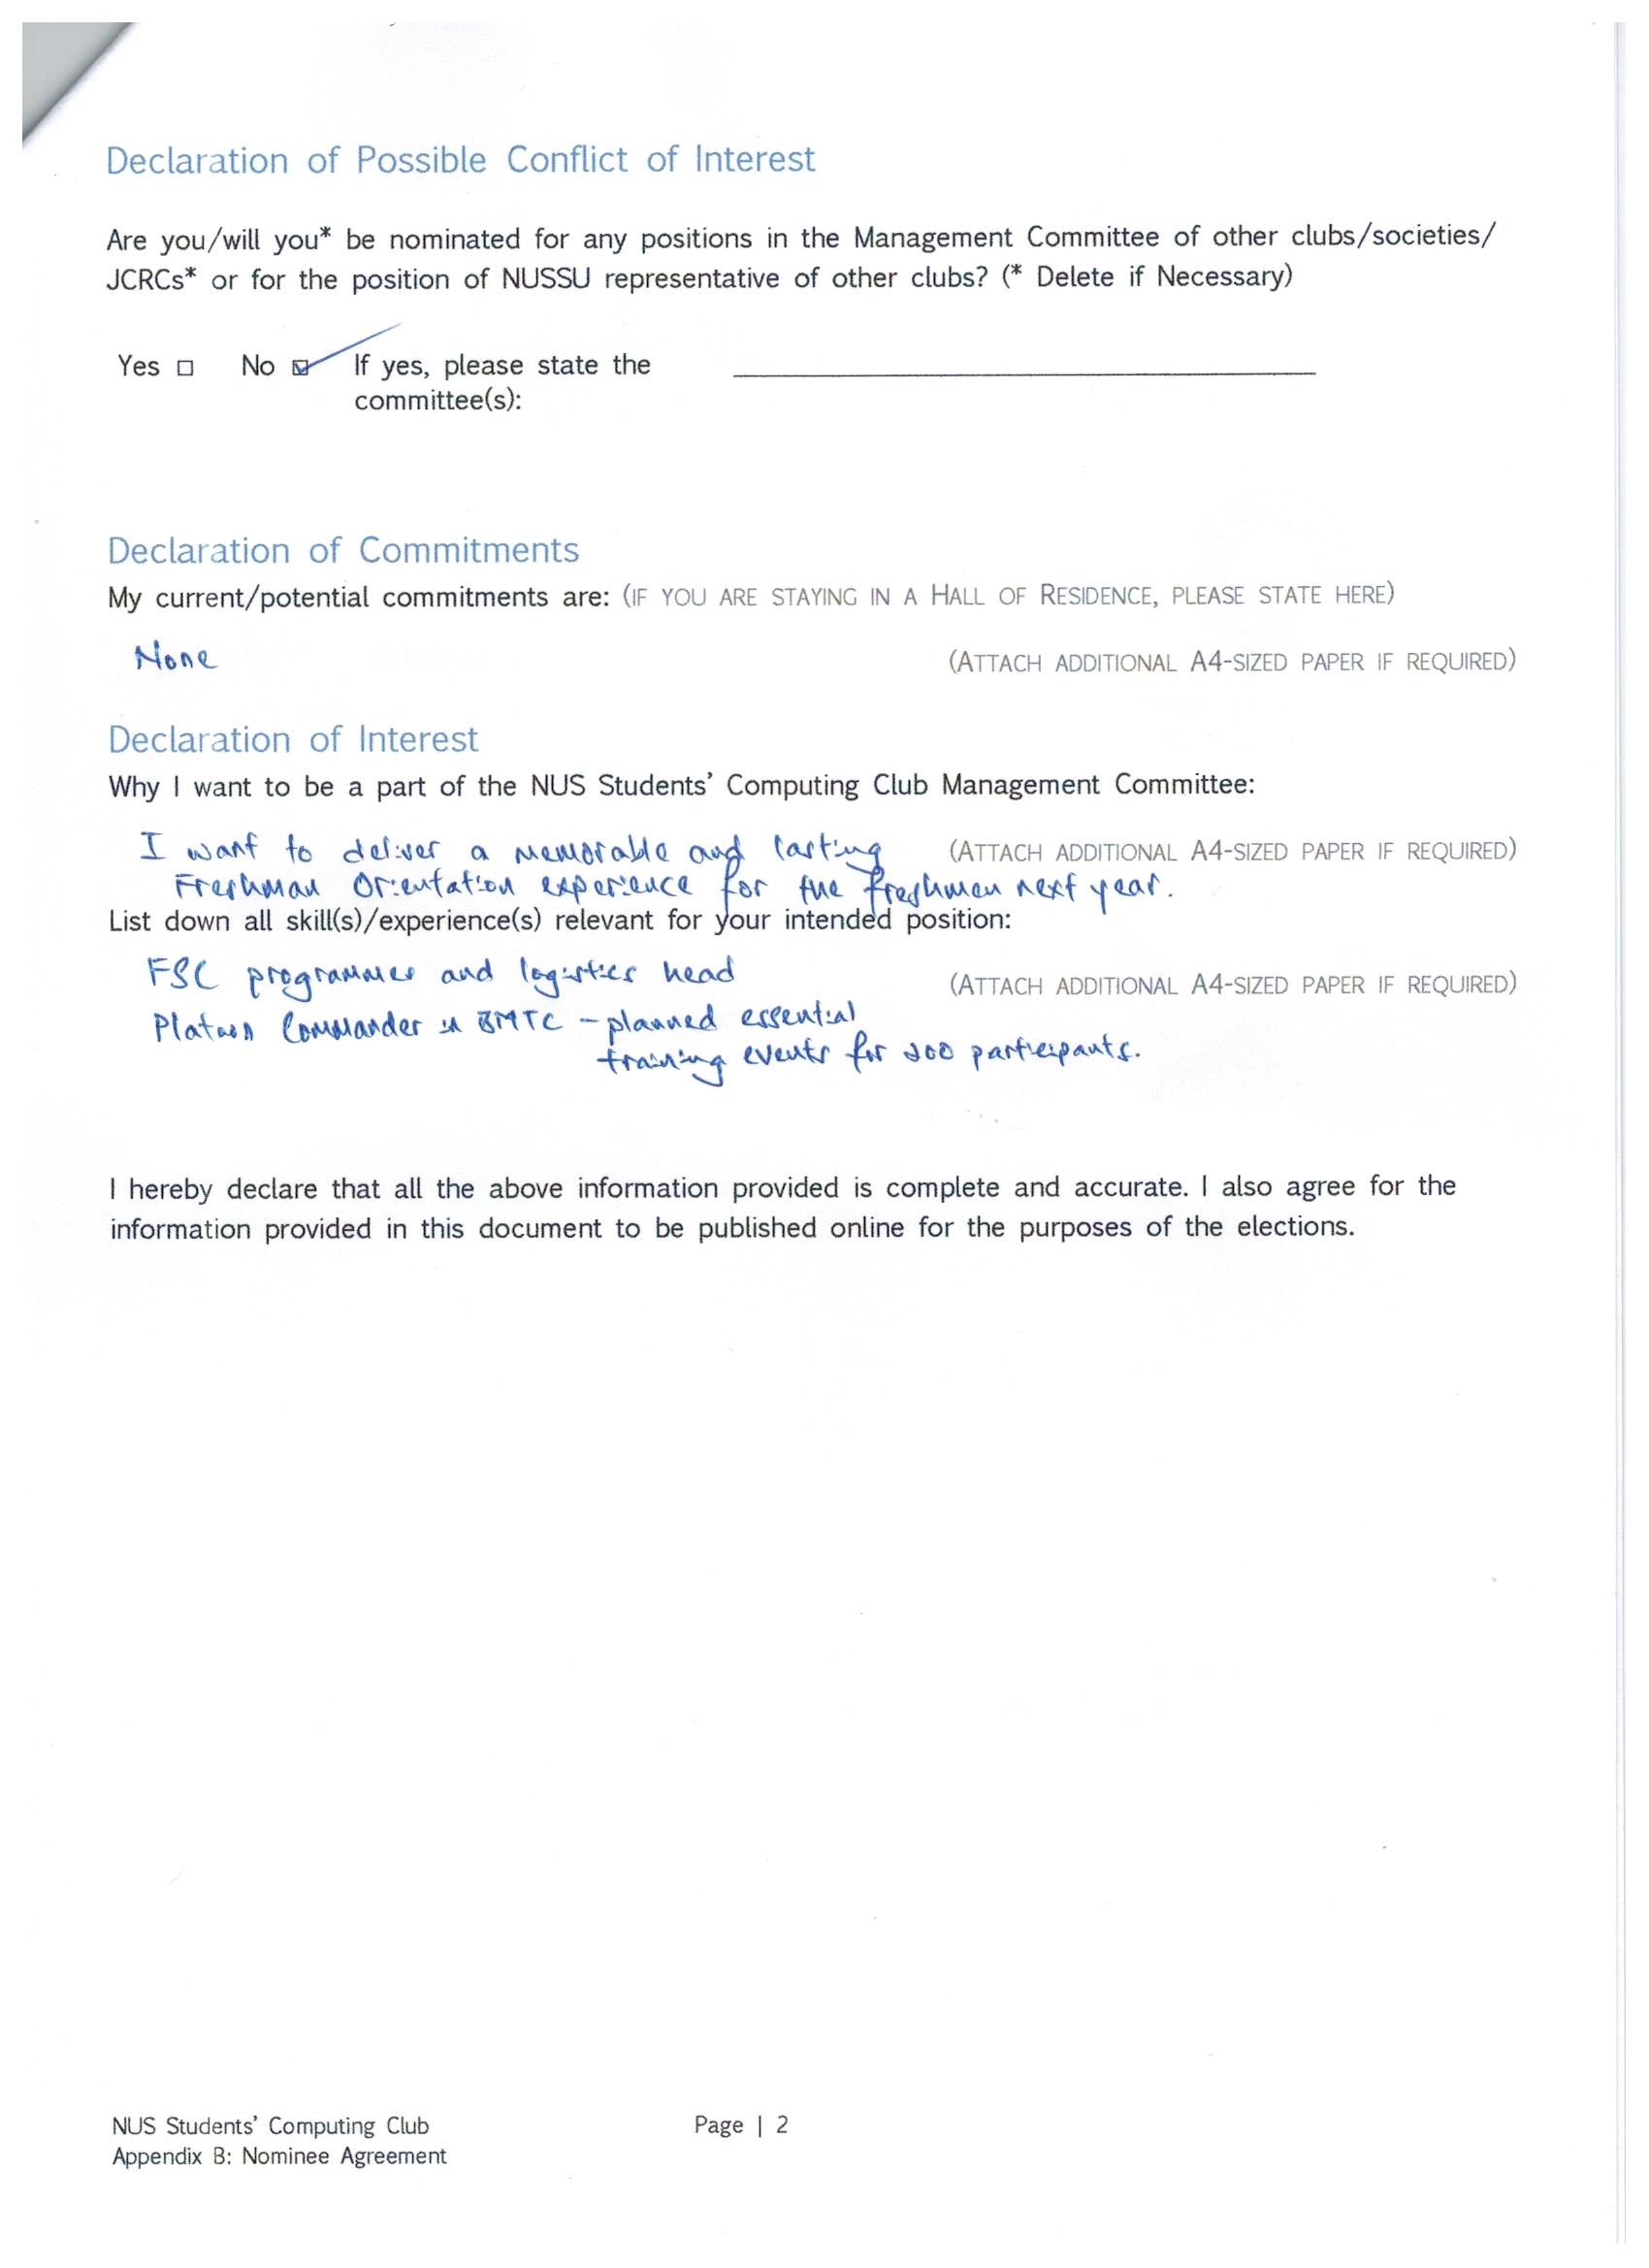 Declaration of Possible Conflict of Interest
Are you/will you* be nominated for any positions in the Management Committee of other clubs/societies/
JCRCs* or for the position of NUSSU representative of other clubs? (* Delete if Necessary)
Yes ☐ No ☑ If yes, please state the
committee(s):
Declaration of Commitments
My current/potential commitments are: (IF YOU ARE STAYING IN A HALL OF RESIDENCE, PLEASE STATE HERE)
None (ATTACH ADDITIONAL A4-SIZED PAPER IF REQUIRED)
Declaration of Interest
Why I want to be a part of the NUS Students' Computing Club Management Committee:
I want to deliver a memorable and lasting (ATTACH ADDITIONAL A4-SIZED PAPER IF REQUIRED)
Freshman Orientation experience for the freshmen next year.
List down all skill(s)/experience(s) relevant for your intended position:
FSC programmes and logistics head (ATTACH ADDITIONAL A4-SIZED PAPER IF REQUIRED)
Platoon Commander in BMTC - planned essential
training events for 200 participants.
I hereby declare that all the above information provided is complete and accurate. I also agree for the
information provided in this document to be published online for the purposes of the elections.
NUS Students' Computing Club Page | 2
Appendix B: Nominee Agreement